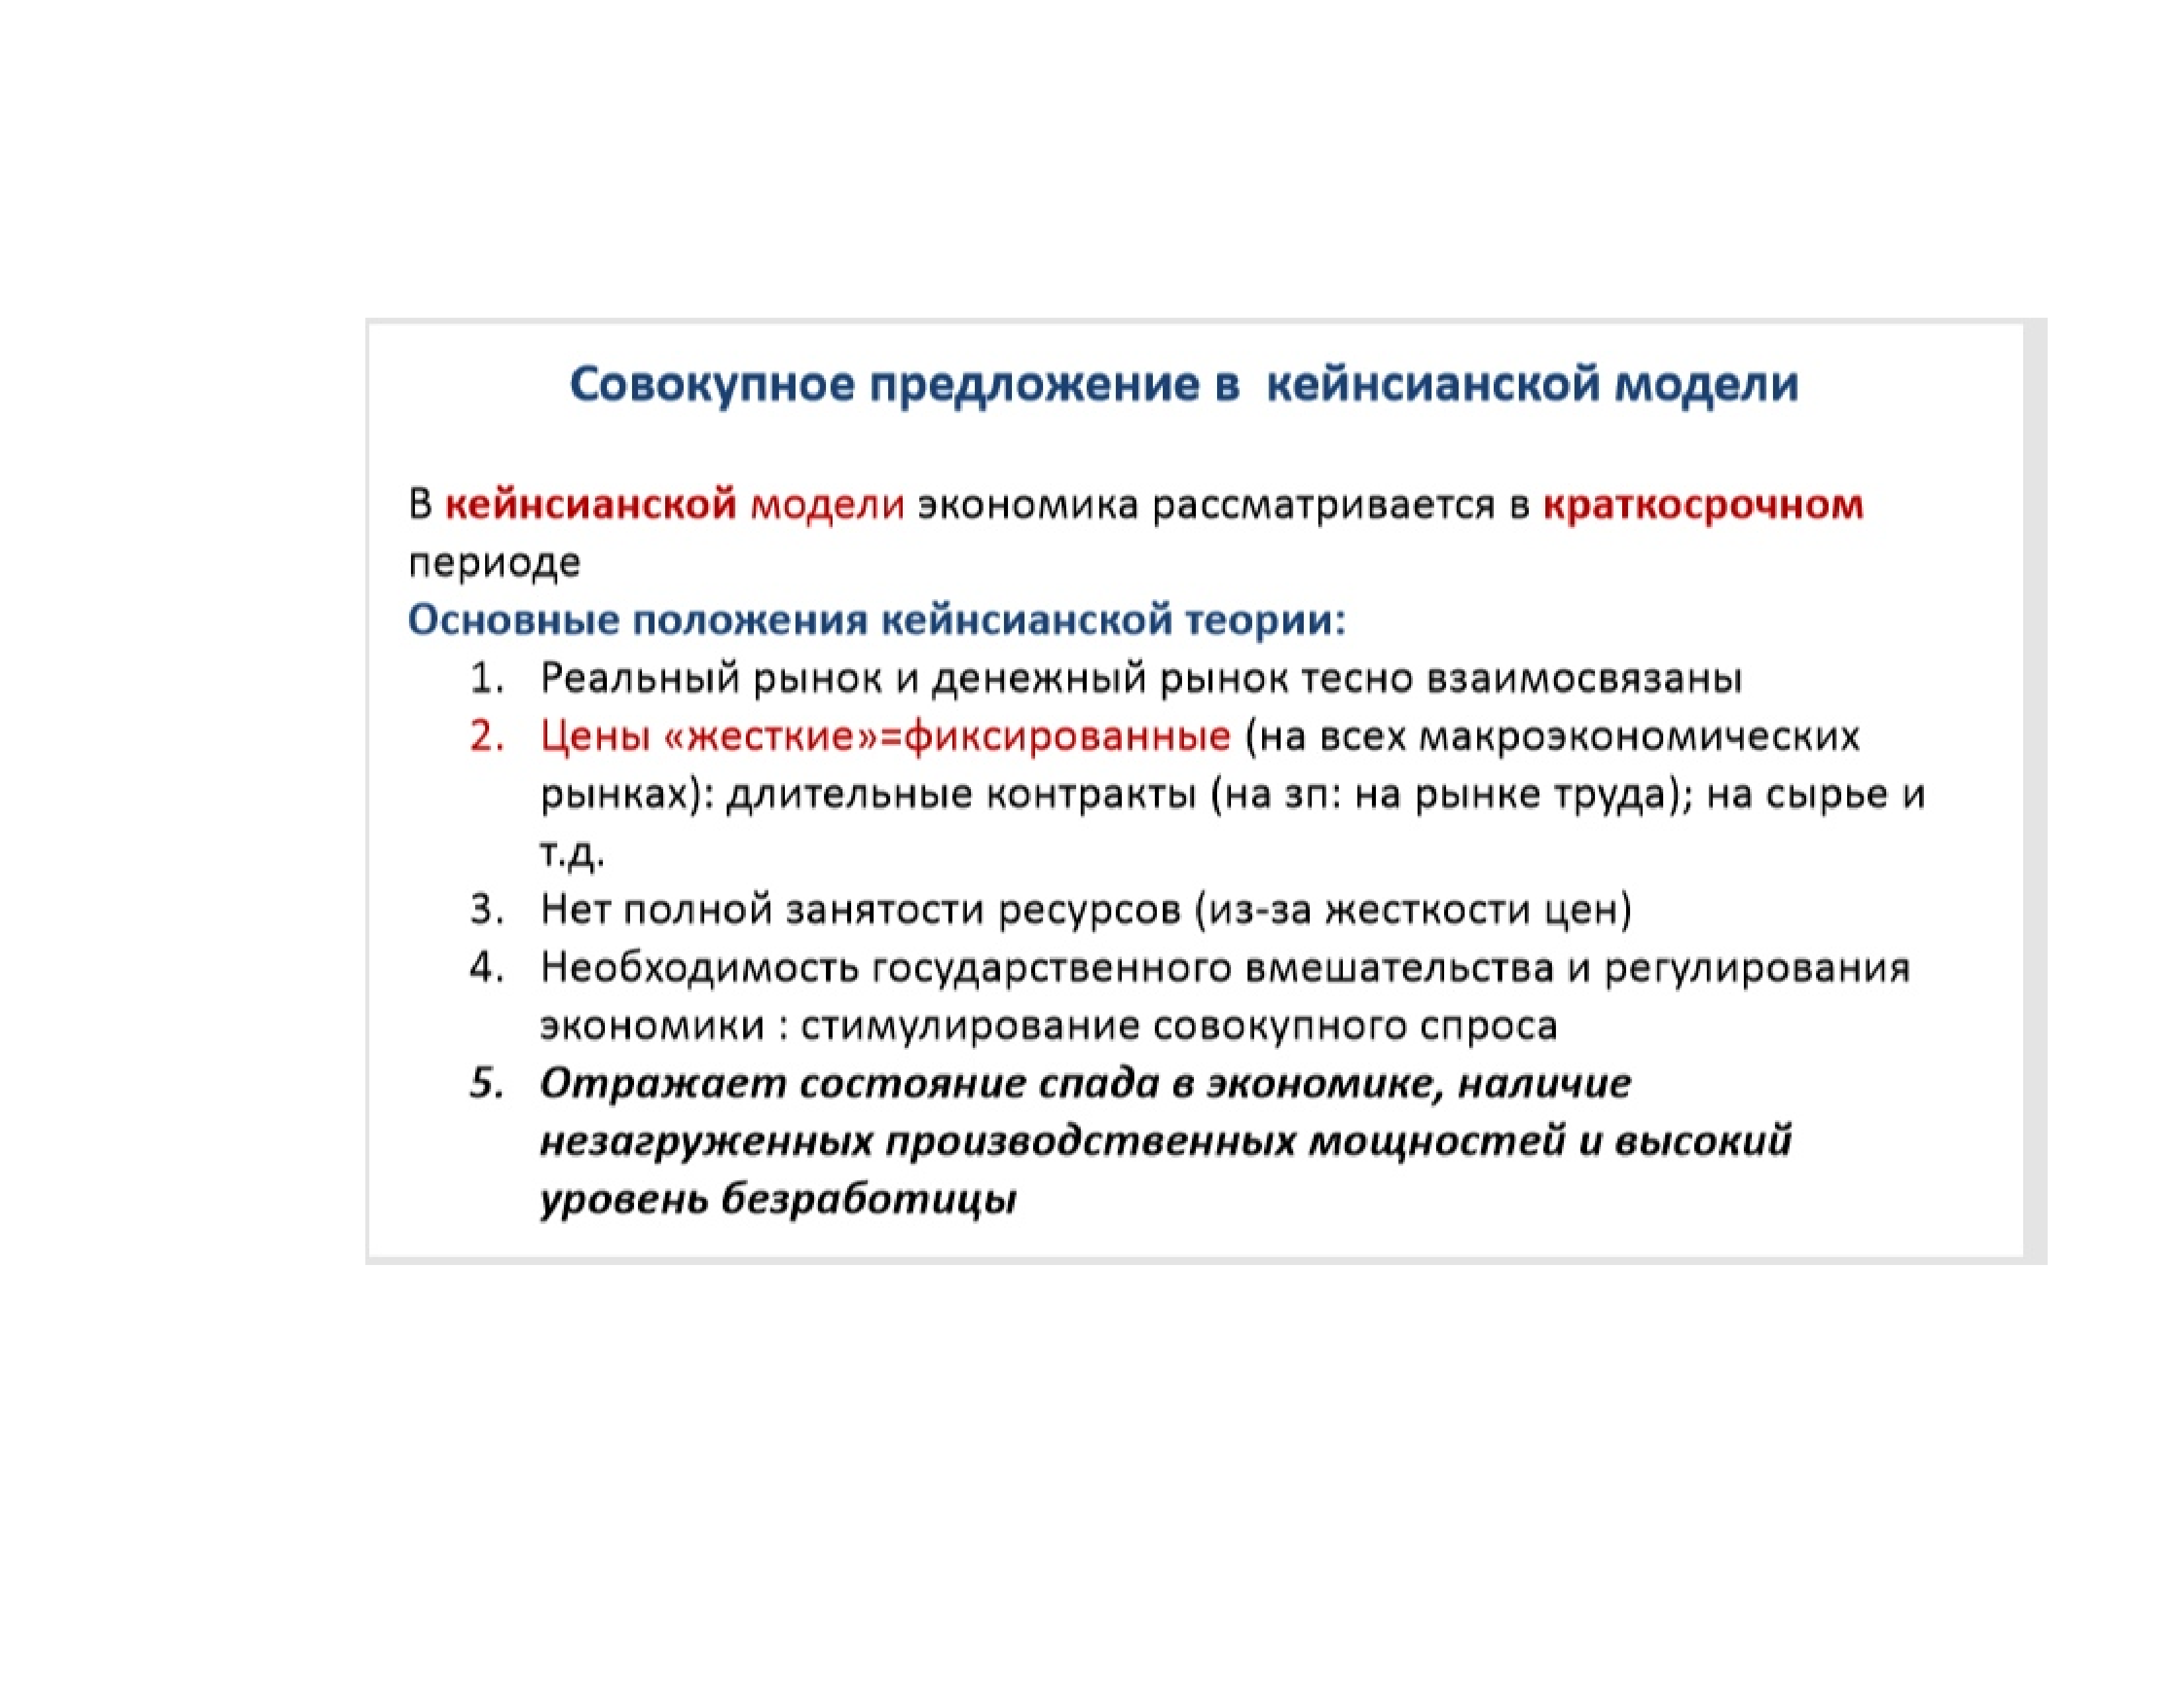 Совокупное предложение в  кейнсианской модели
В кейнсианской модели экономика рассматривается в краткосрочном
периоде
Основные положения кейнсианской теории:
1. Реальный рынок и денежный рынок тесно взаимосвязаны
2. Цены «жесткие»=фиксированные (на всех макроэкономических
рынках): длительные контракты (на зп: на рынке труда); на сырье и
т.д.
3. Нет полной занятости ресурсов (из-за жесткости цен)
4. Необходимость государственного вмешательства и регулирования
экономики : стимулирование совокупного спроса
5. Отражает состояние спада в экономике, наличие
незагруженных производственных мощностей и высокий
уровень безработицы